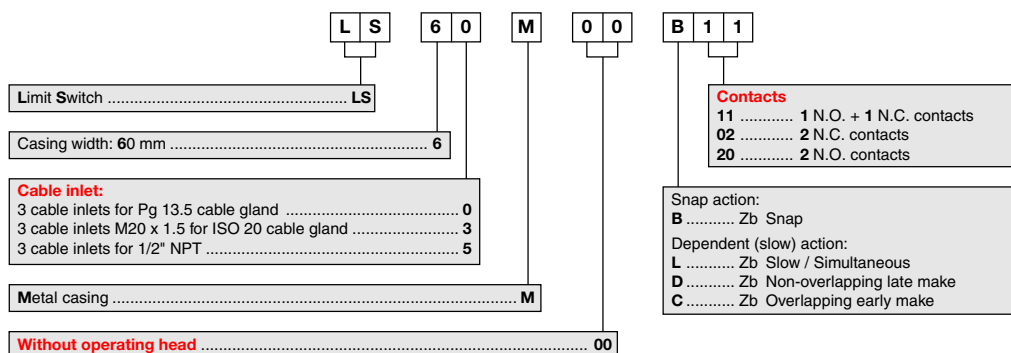 L S 6 0 M 0 0 B 1 1
Limit Switch ...................................................... LS
Casing width: 60 mm ............................................................... 6
Cable inlet:
3 cable inlets for Pg 13.5 cable gland ....................................... 0
3 cable inlets M20 x 1.5 for ISO 20 cable gland ........................ 3
3 cable inlets for 1/2" NPT ......................................................... 5
Metal casing ............................................................................................. M
Without operating head ....................................................................................... 00
Contacts
11 ............ 1 N.O. + 1 N.C. contacts
02 ............ 2 N.C. contacts
20 ............ 2 N.O. contacts
Snap action:
B .......... Zb Snap
Dependent (slow) action:
L ........... Zb Slow / Simultaneous
D ........... Zb Non-overlapping late make
C ........... Zb Overlapping early make